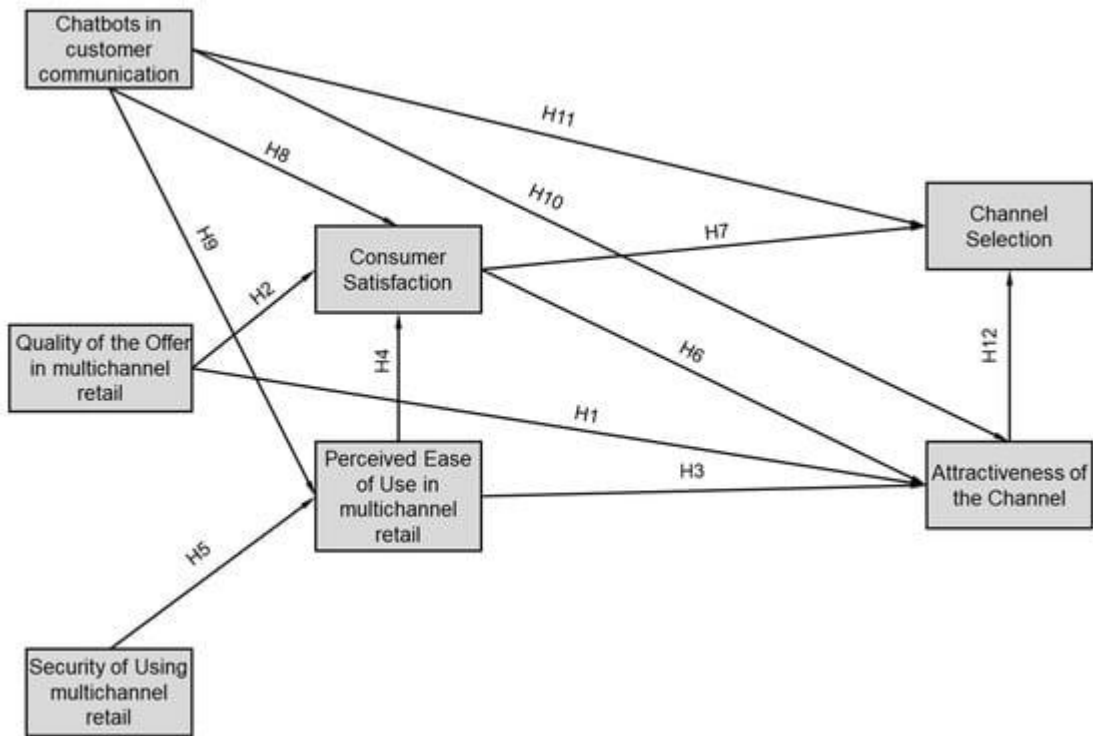 Chatbots in
customer
communication
H11
H8
H10
Channel
Selection
H9
H7
Consumer
Satisfaction
H2
Quality of the Offer
in multichannel
retail
H4
H6
H12
H1
Perceived Ease
of Use in
multichannel
retail
H3
Attractiveness of
the Channel
H5
Security of Using
multichannel
retail